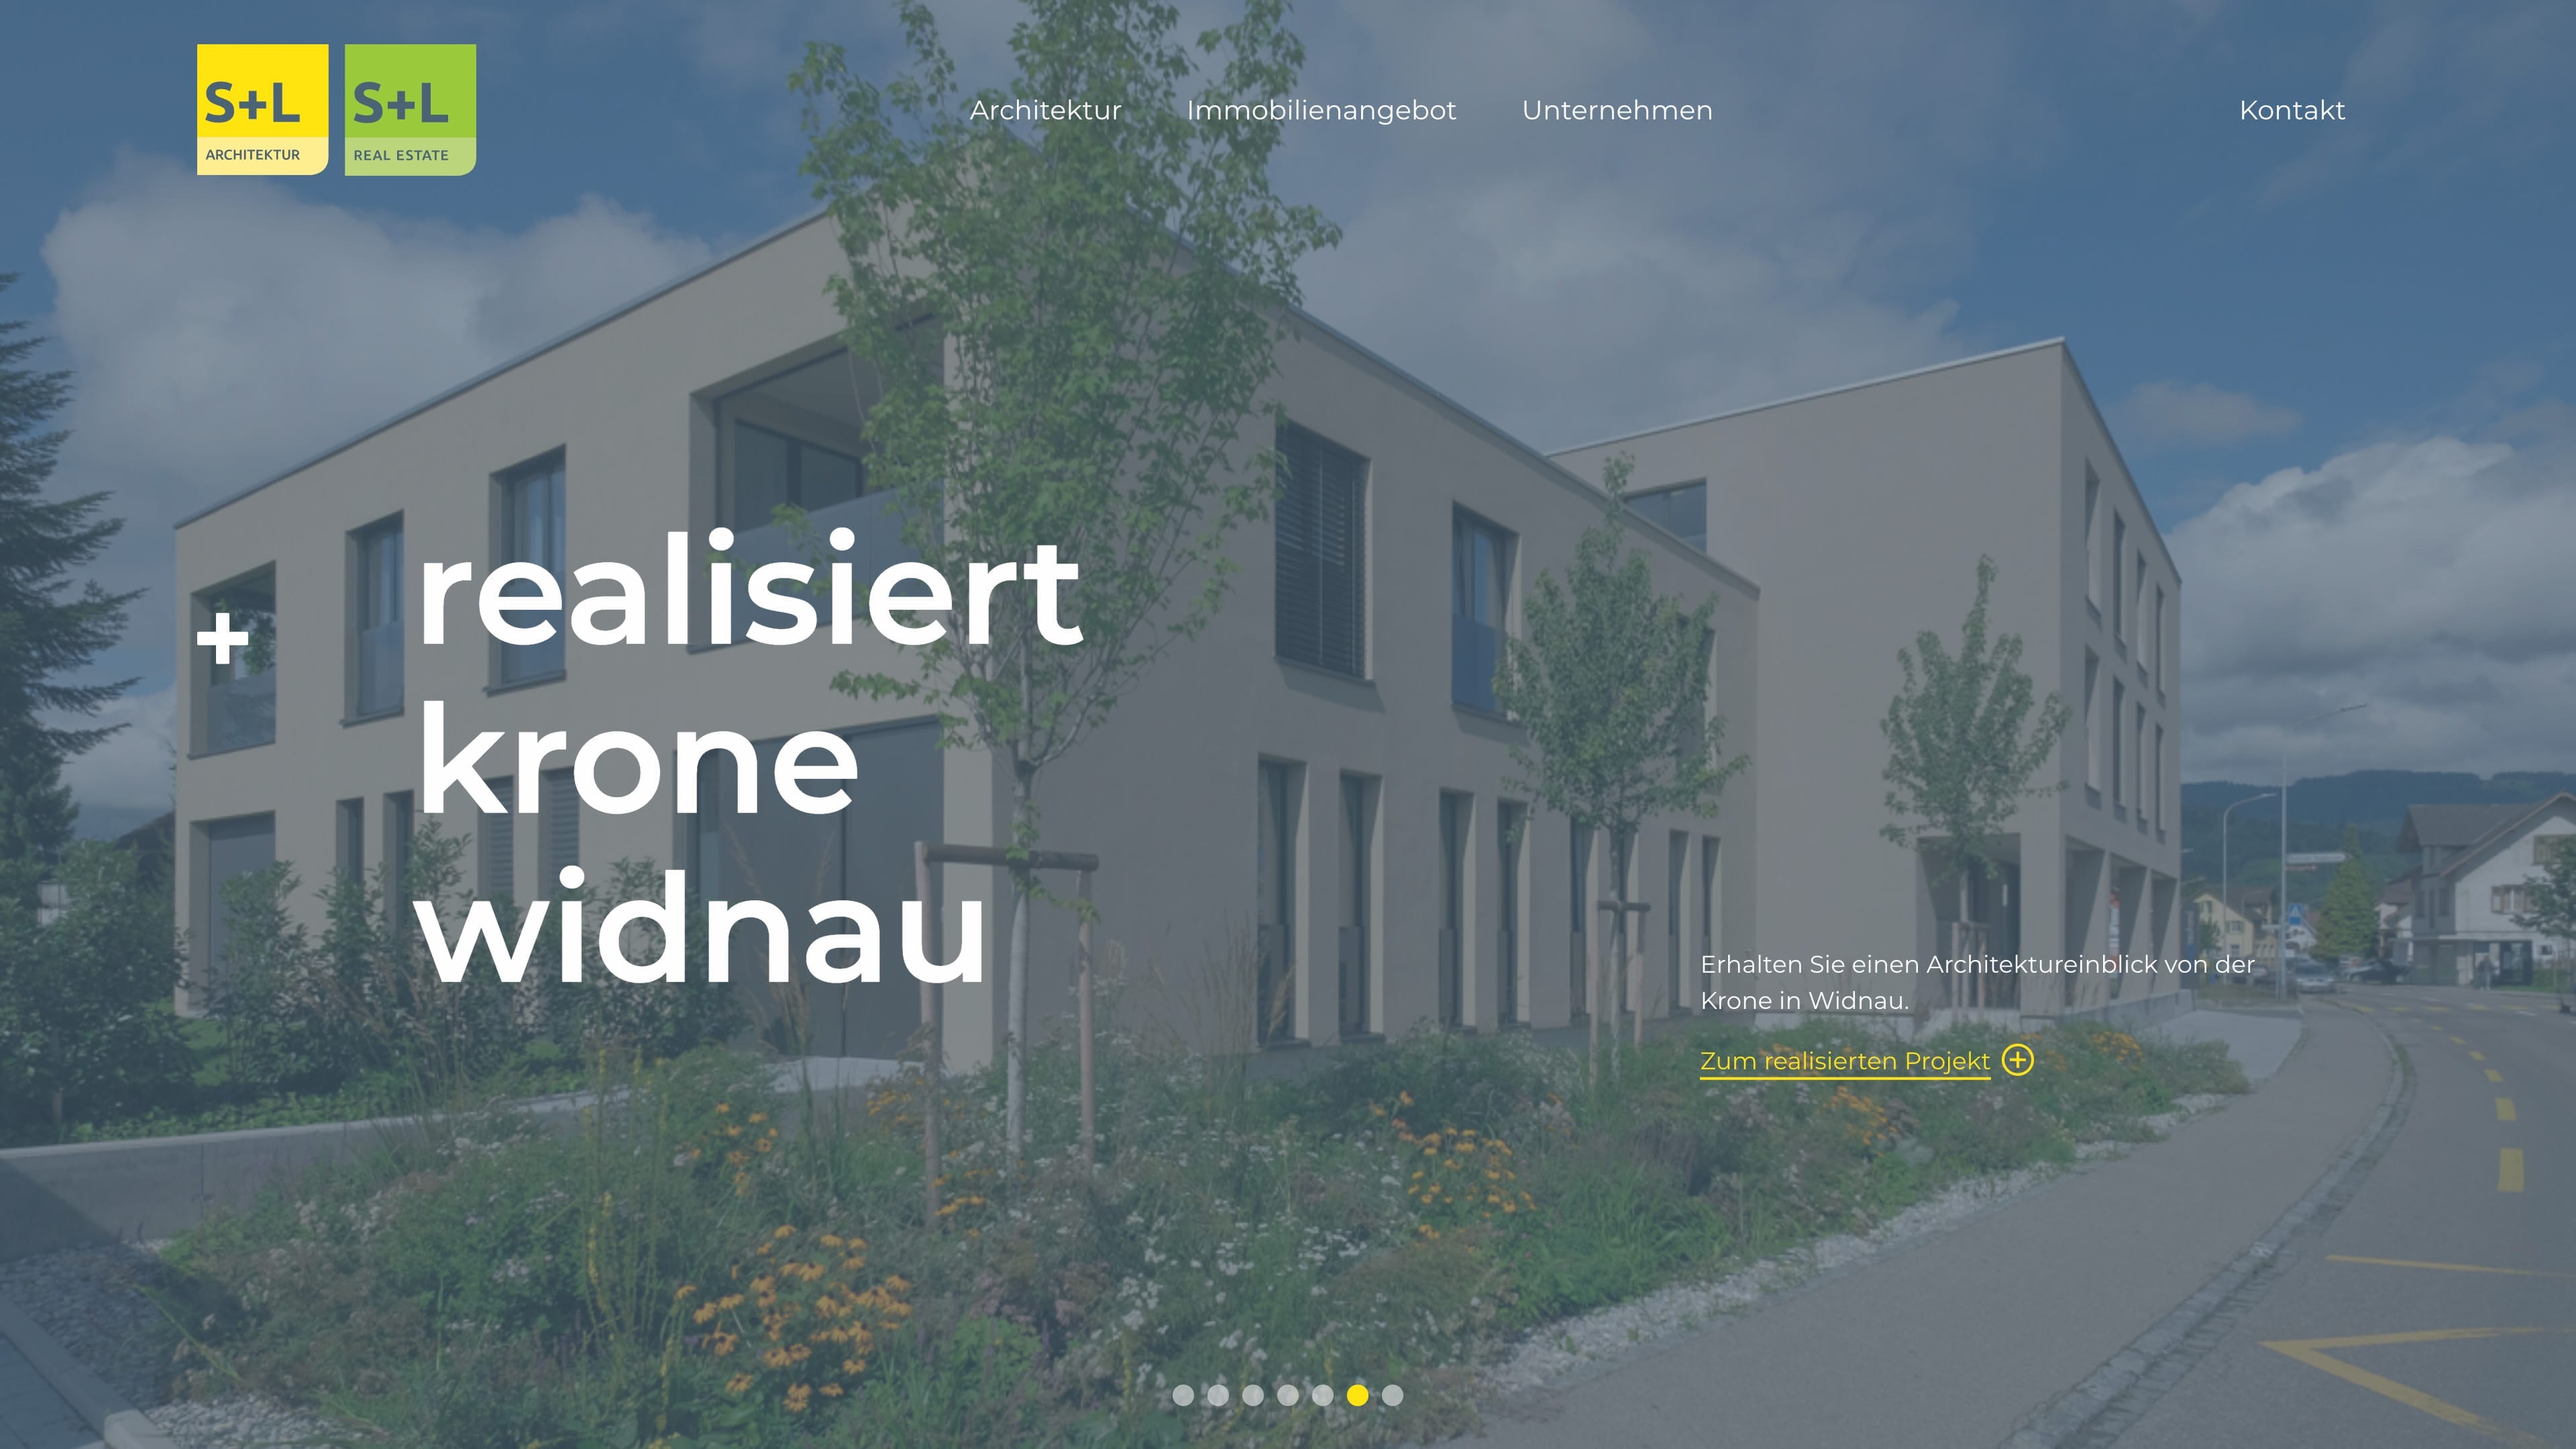 S+L
ARCHITEKTUR
S+L
REAL ESTATE
Architektur Immobilienangebot Unternehmen Kontakt
+ realisiert
krone
widnau
Erhalten Sie einen Architektureinblick von der
Krone in Widnau.
Zum realisierten Projekt